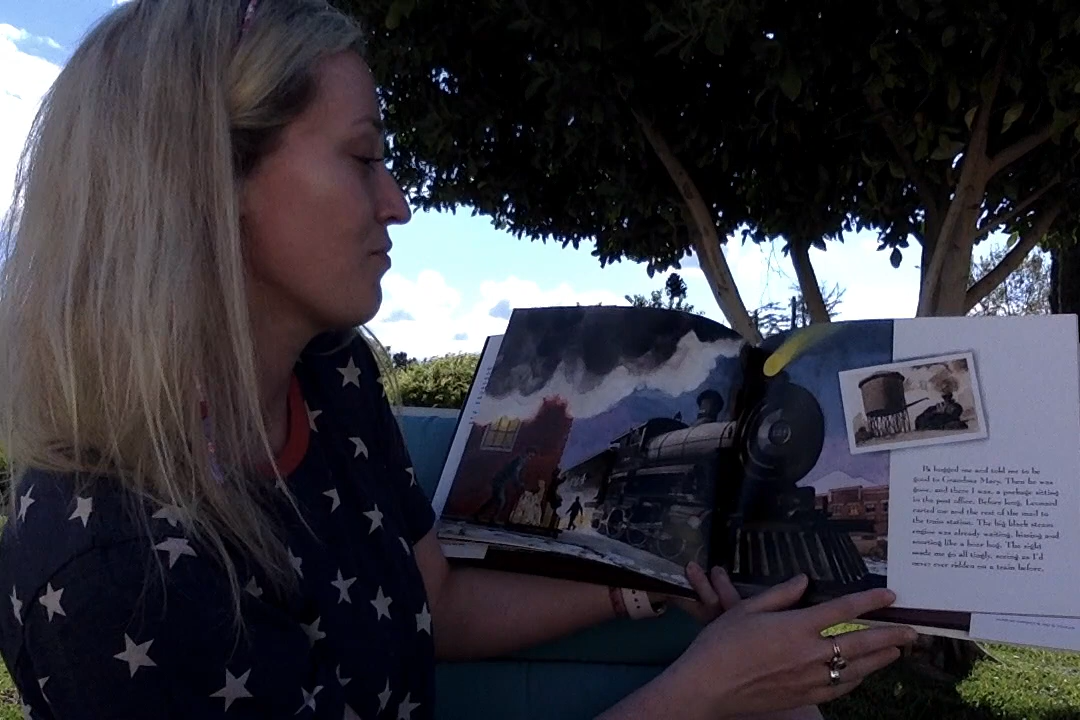 Pa hugged me and told me to be
good to Grandma Mary. Then he was
gone, and there I was, a package sitting
in the post office. Before long, Leonard
carted me and the rest of the mail to
the train station. The big black steam
engine was already waiting, hissing and
snorting like a boar hog. The sight
made me go all tingly, seeing as I'd
never ever ridden on a train before.